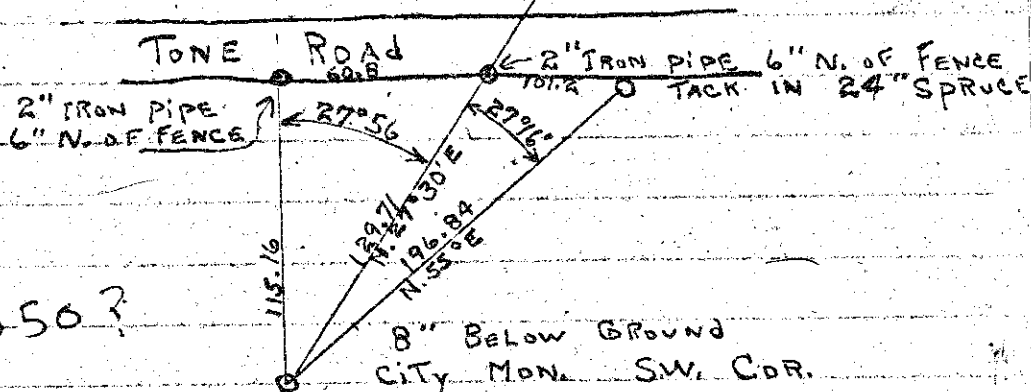 TONE ROAD
60.8
2" IRON PIPE 6" N. OF FENCE
101.2
TACK IN 24" SPRUCE
2" IRON PIPE
6" N. OF FENCE
27°56
27°16'
129.71
N. 27°30'E
196.84
N. 55°E
115.16
50?
8" BELOW GROUND
CITY MON. S.W. COR.